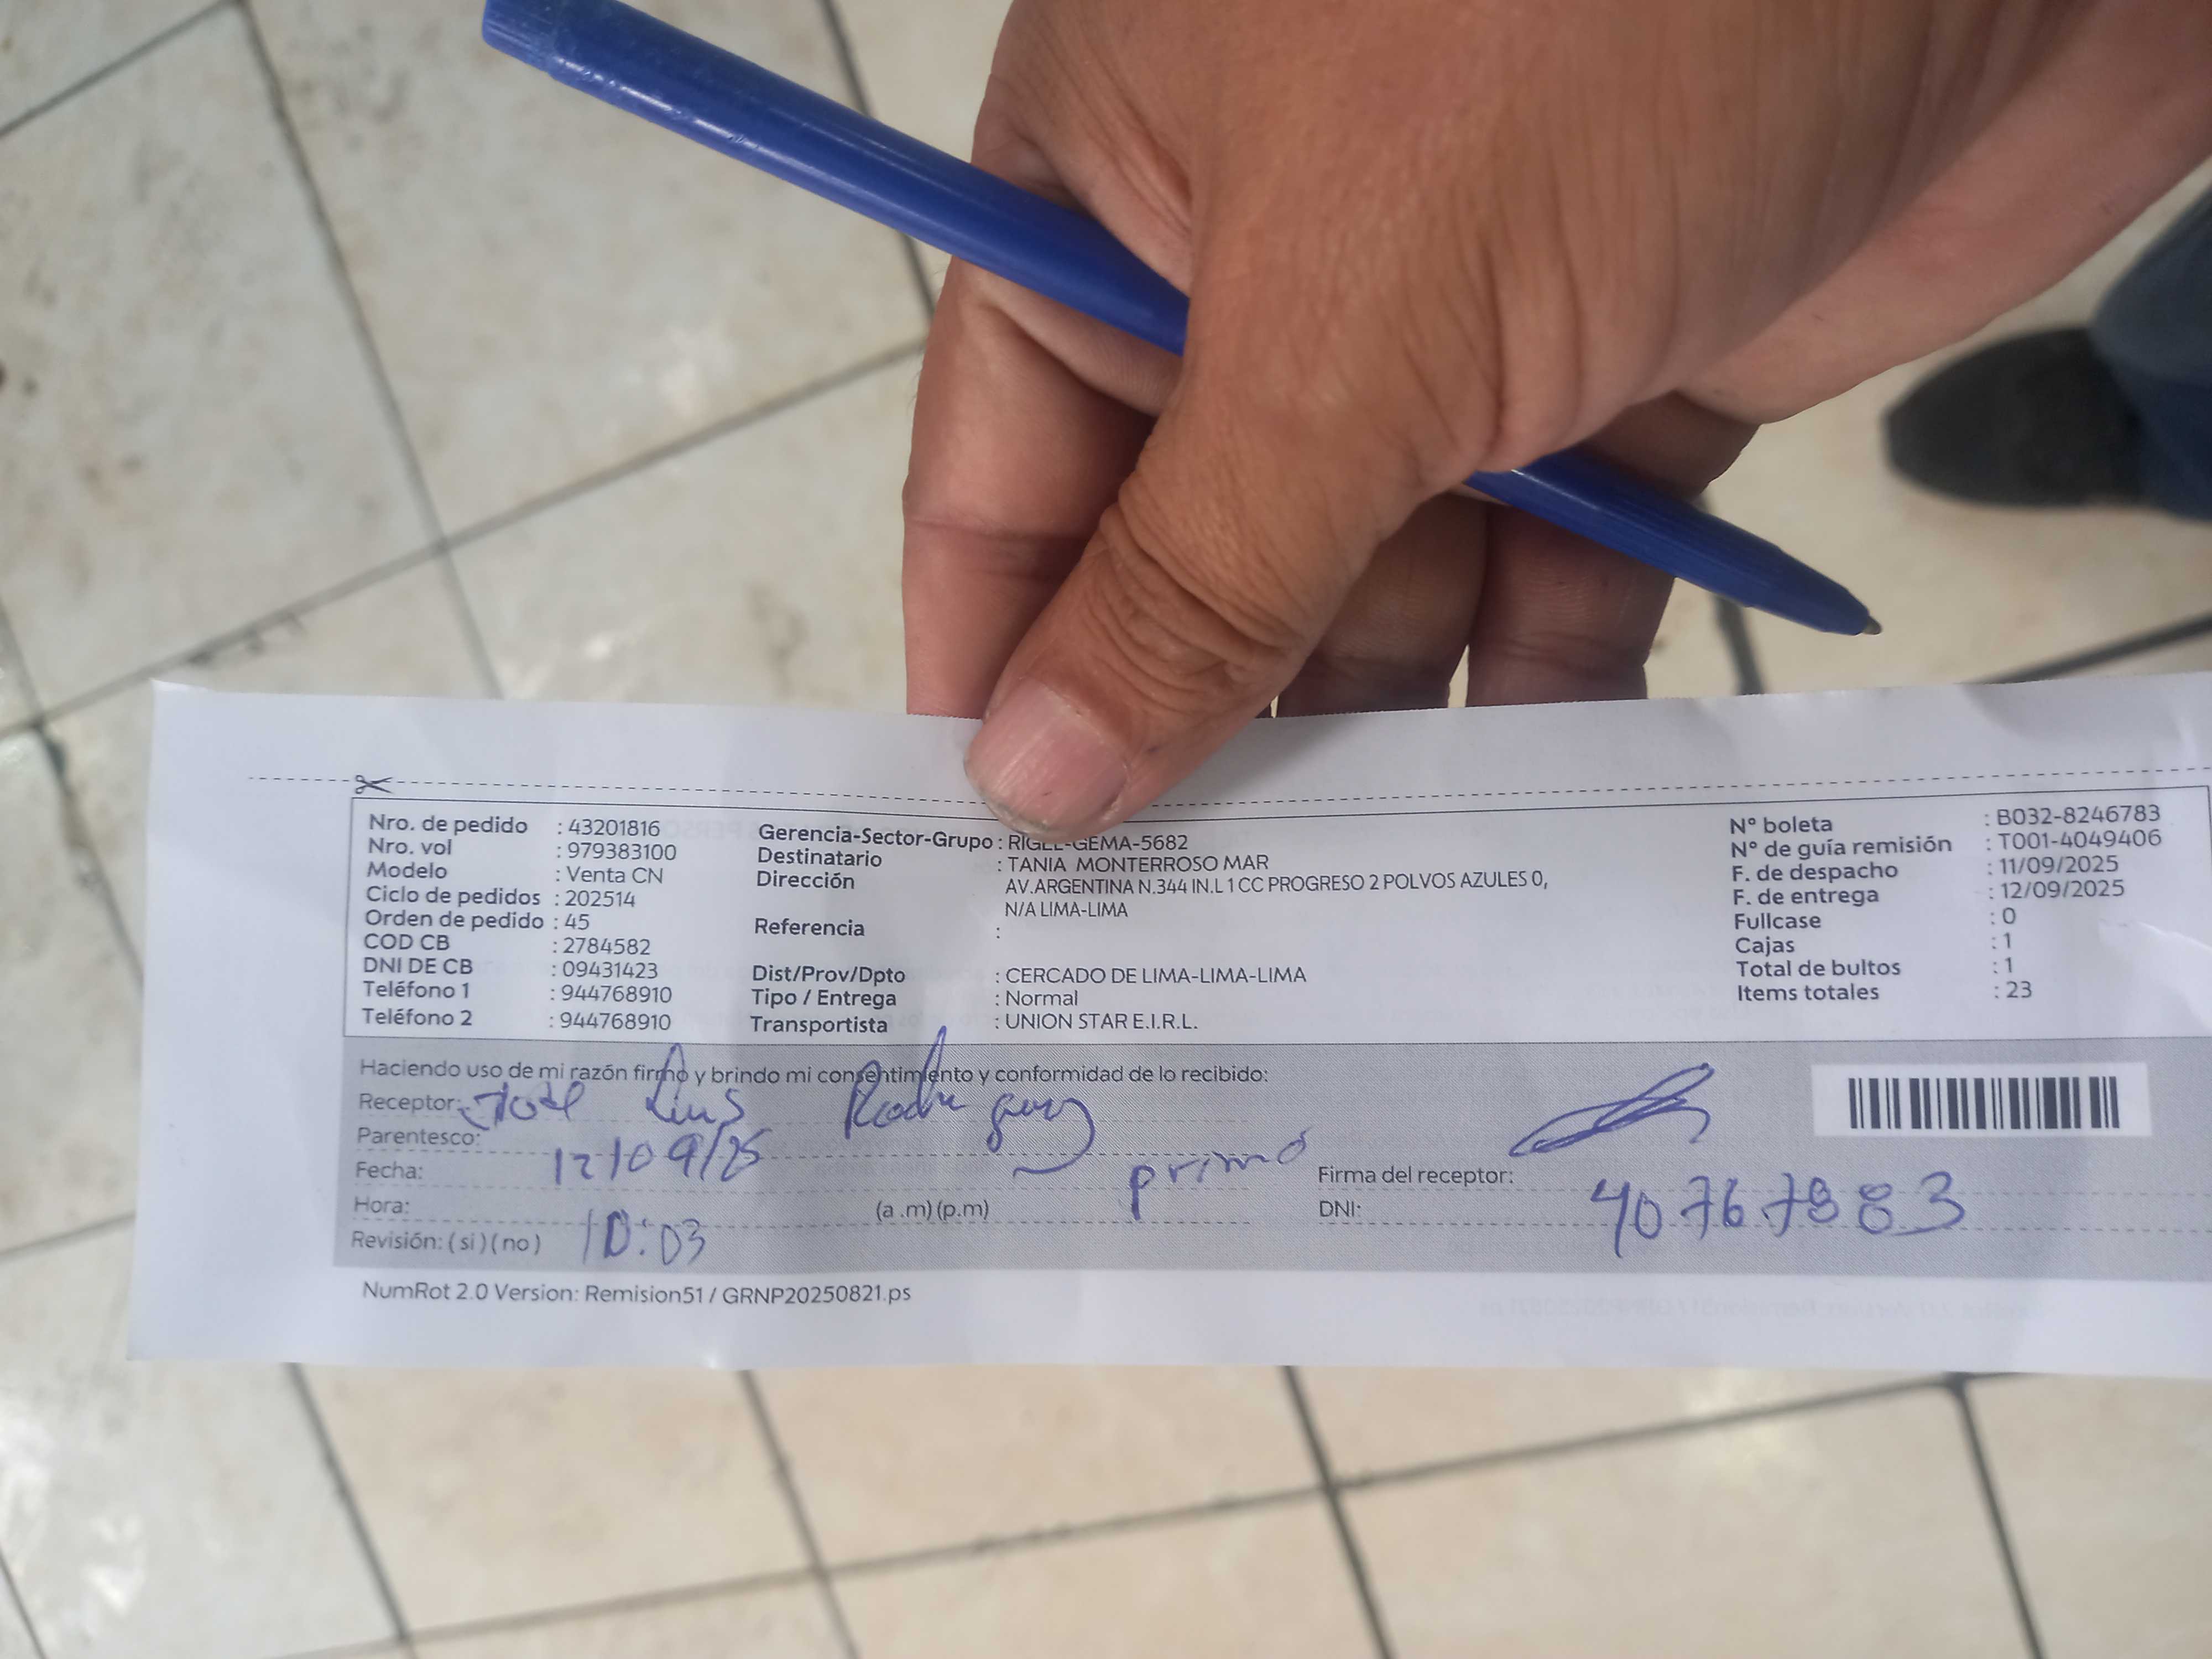 Nro. de pedido : 43201816
Nro. vol : 979383100
Modelo : Venta CN
Ciclo de pedidos : 202514
Orden de pedido : 45
COD CB : 2784582
DNI DE CB : 09431423
Teléfono 1 : 944768910
Teléfono 2 : 944768910
Gerencia-Sector-Grupo : RIGEL-GEMA-5682
Destinatario : TANIA MONTERROSO MAR
Dirección AV.ARGENTINA N.344 IN.L 1 CC PROGRESO 2 POLVOS AZULES 0,
N/A LIMA-LIMA
Referencia :
Dist/Prov/Dpto : CERCADO DE LIMA-LIMA-LIMA
Tipo / Entrega : Normal
Transportista : UNION STAR E.I.R.L.
N° boleta : B032-8246783
N° de guía remisión : T001-4049406
F. de despacho : 11/09/2025
F. de entrega : 12/09/2025
Fullcase : 0
Cajas : 1
Total de bultos : 1
Items totales : 23
Haciendo uso de mi razón firmo y brindo mi consentimiento y conformidad de lo recibido:
Receptor: Jose Luis Rodriguez
Parentesco: primo
Fecha: 12/09/25
Hora: 10:03 (a .m) (p.m)
Revisión: ( si ) ( no )
Firma del receptor:
DNI: 40767883
NumRot 2.0 Version: Remision51 / GRNP20250821.ps